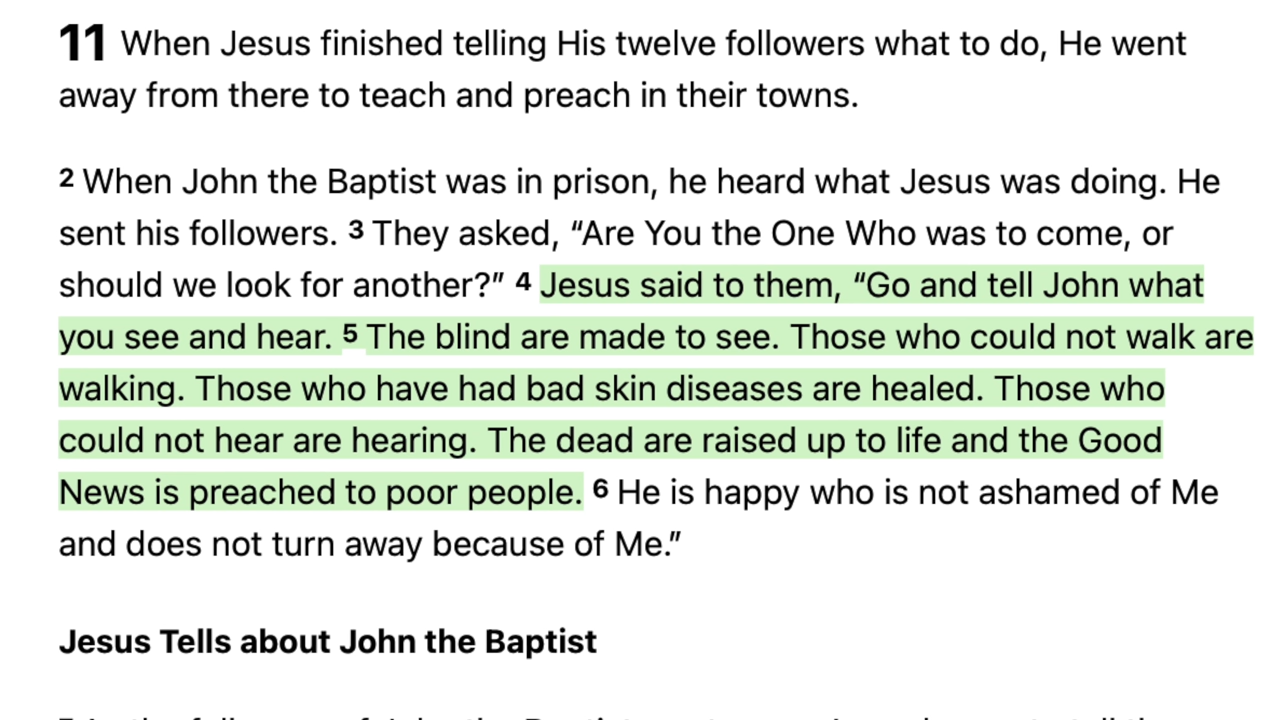 11 When Jesus finished telling His twelve followers what to do, He went
away from there to teach and preach in their towns.
2 When John the Baptist was in prison, he heard what Jesus was doing. He
sent his followers. 3 They asked, “Are You the One Who was to come, or
should we look for another?” 4 Jesus said to them, “Go and tell John what
you see and hear. 5 The blind are made to see. Those who could not walk are
walking. Those who have had bad skin diseases are healed. Those who
could not hear are hearing. The dead are raised up to life and the Good
News is preached to poor people. 6 He is happy who is not ashamed of Me
and does not turn away because of Me.”
Jesus Tells about John the Baptist